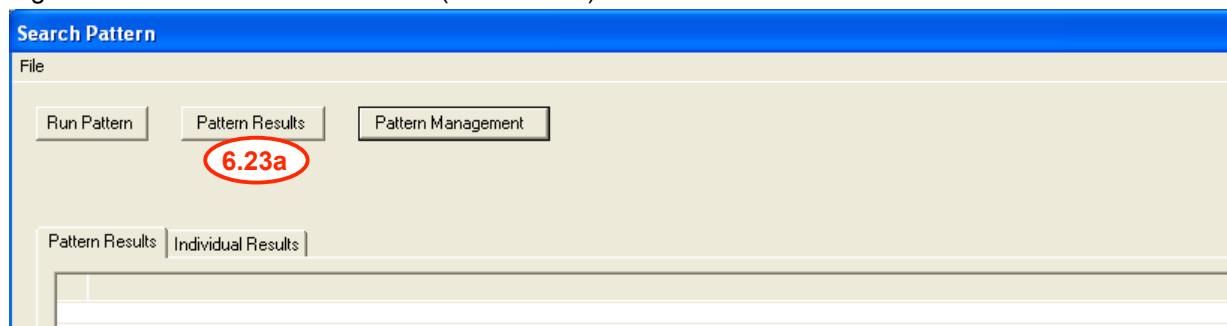 Search Pattern
File
Run Pattern Pattern Results Pattern Management
6.23a
Pattern Results Individual Results